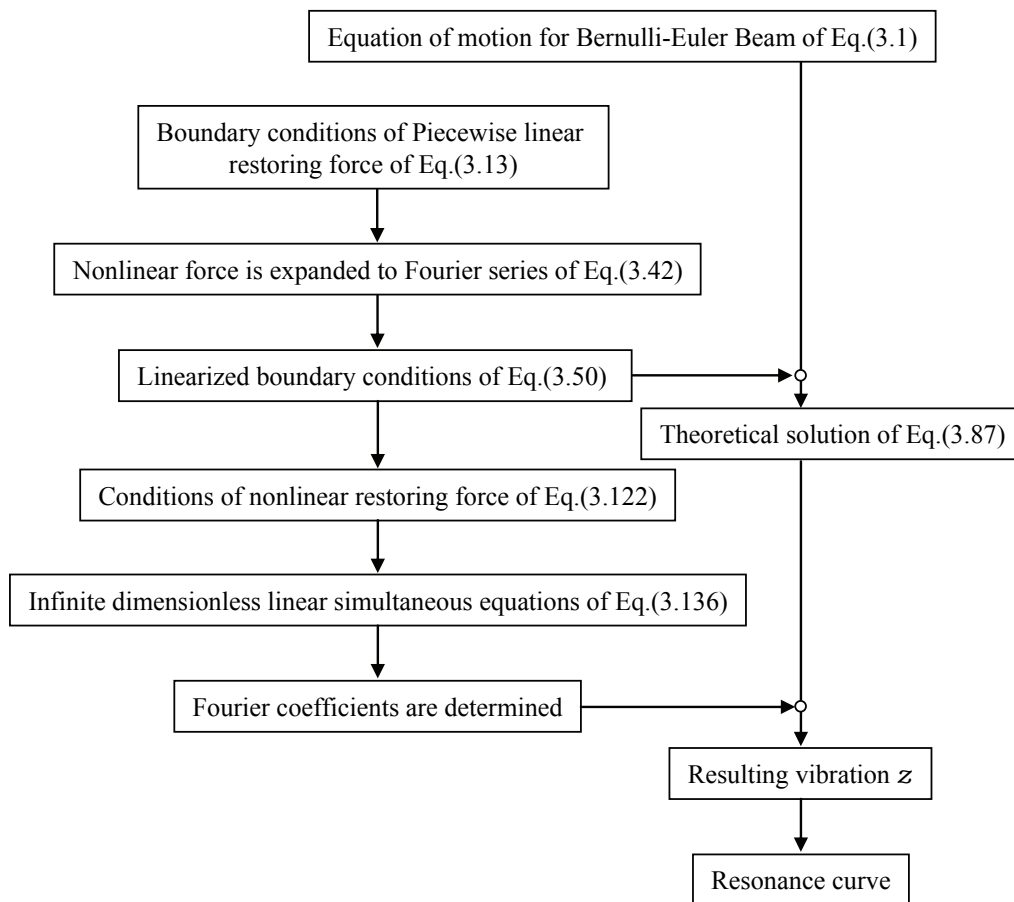 Equation of motion for Bernulli-Euler Beam of Eq.(3.1)
Boundary conditions of Piecewise linear
restoring force of Eq.(3.13)
Nonlinear force is expanded to Fourier series of Eq.(3.42)
Linearized boundary conditions of Eq.(3.50)
Theoretical solution of Eq.(3.87)
Conditions of nonlinear restoring force of Eq.(3.122)
Infinite dimensionless linear simultaneous equations of Eq.(3.136)
Fourier coefficients are determined
Resulting vibration z
Resonance curve